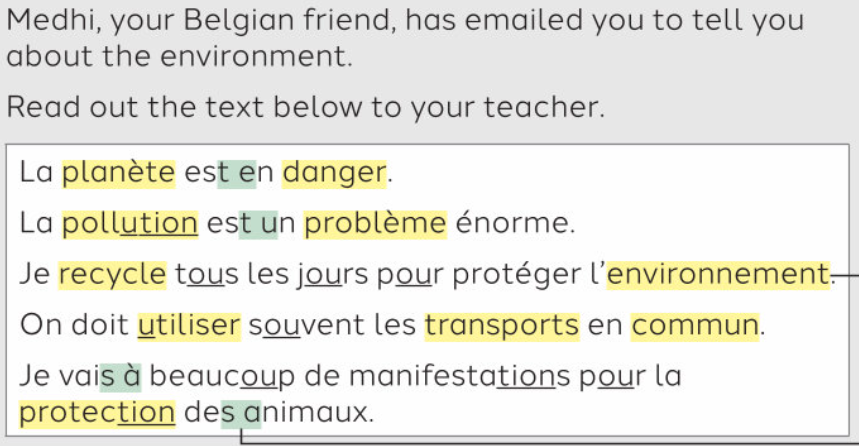 Medhi, your Belgian friend, has emailed you to tell you
about the environment.
Read out the text below to your teacher.
La planète est en danger.
La pollution est un problème énorme.
Je recycle tous les jours pour protéger l’environnement.
On doit utiliser souvent les transports en commun.
Je vais à beaucoup de manifestations pour la
protection des animaux.